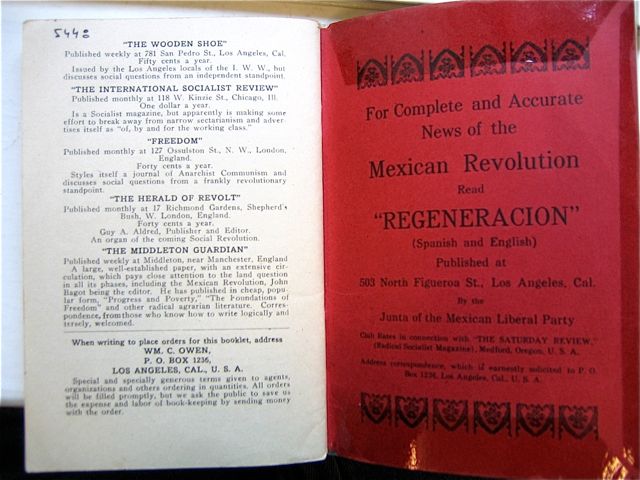 5448
"THE WOODEN SHOE"
Published weekly at 781 San Pedro St., Los Angeles, Cal.
Fifty cents a year.
Issued by the Los Angeles locals of the I. W. W., but
discusses social questions from an independent standpoint.
"THE INTERNATIONAL SOCIALIST REVIEW"
Published monthly at 118 W. Kinzie St., Chicago, Ill.
One dollar a year.
Is a Socialist magazine, but apparently is making some
effort to break away from narrow sectarianism and adver
tises itself as "of, by and for the working class."
"FREEDOM"
Published monthly at 127 Ossulston St., N. W., London,
England.
Forty cents a year.
Styles itself a journal of Anarchist Communism and
discusses social questions from a frankly revolutionary
standpoint.
"THE HERALD OF REVOLT"
Published monthly at 17 Richmond Gardens, Shepherd's
Bush, W. London, England.
Forty cents a year.
Guy A. Aldred, Publisher and Editor.
An organ of the coming Social Revolution.
"THE MIDDLETON GUARDIAN"
Published weekly at Middleton, near Manchester, England
A large, well-established paper, with an extensive cir-
culation, which pays close attention to the land question
in all its phases, including the Mexican Revolution, John
Bagot being the editor. He has published in cheap, popu-
lar form, "Progress and Poverty," "The Foundations of
Freedom" and other radical agrarian literature. Corres-
pondence, from those who know how to write logically and
tersely, welcomed.
When writing to place orders for this booklet, address
WM. C. OWEN,
P. O. BOX 1236,
LOS ANGELES, CAL., U. S. A.
Special and specially generous terms given to agents,
organizations and others ordering in quantities. All orders
will be filled promptly, but we ask the public to save us
the expense and labor of book-keeping by sending money
with the order.
For Complete and Accurate
News of the
Mexican Revolution
Read
"REGENERACION"
(Spanish and English)
Published at
503 North Figueroa St., Los Angeles, Cal.
By the
Junta of the Mexican Liberal Party
Club Rates in connection with "THE SATURDAY REVIEW,"
(Radical Socialist Magazine), Medford, Oregon, U. S. A.
Address correspondence, which is earnestly solicited to P. O.
Box 1236, Los Angeles, Cal., U. S. A.